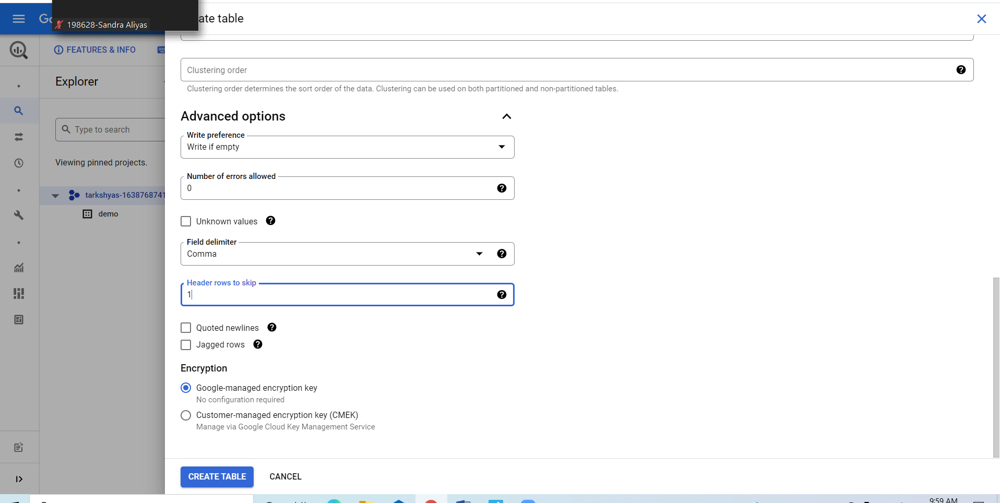 198628-Sandra Aliyas
Go
ate table
FEATURES & INFO
Clustering order
Clustering order determines the sort order of the data. Clustering can be used on both partitioned and non-partitioned tables.
Explorer
Type to search
Viewing pinned projects.
tarkshyas-1638768741
demo
Advanced options
Write preference
Write if empty
Number of errors allowed
0
Unknown values
Field delimiter
Comma
Header rows to skip
1
Quoted newlines
Jagged rows
Encryption
Google-managed encryption key
No configuration required
Customer-managed encryption key (CMEK)
Manage via Google Cloud Key Management Service
CREATE TABLE
CANCEL
9:59 AM